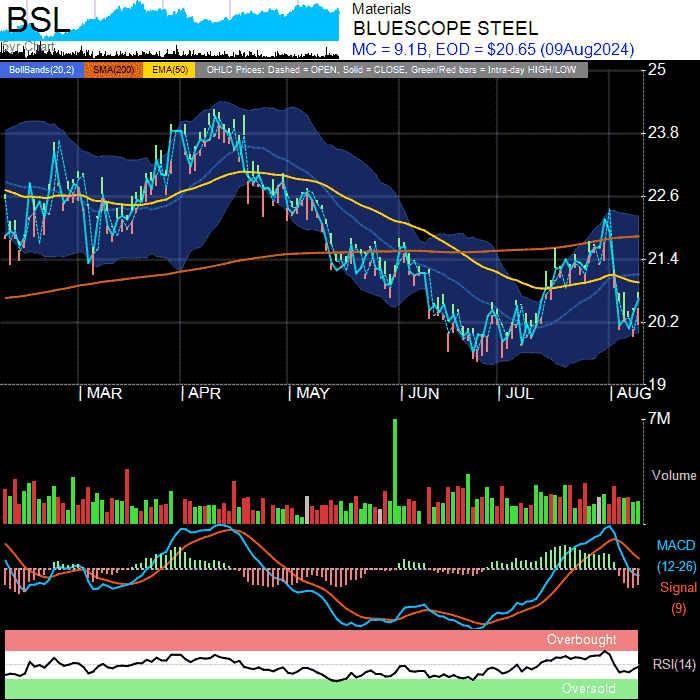 BSL
Materials
BLUESCOPE STEEL
MC = 9.1B, EOD = $20.65 (09Aug2024)
BollBands(20,2) SMA(200) EMA(50) OHLC Prices: Dashed = OPEN, Solid = CLOSE, Green/Red bars = Intra-day HIGH/LOW
25
23.8
22.6
21.4
20.2
19
MAR APR MAY JUN JUL AUG
7M
Volume
MACD
(12-26)
Signal
(9)
Overbought
RSI(14)
Oversold